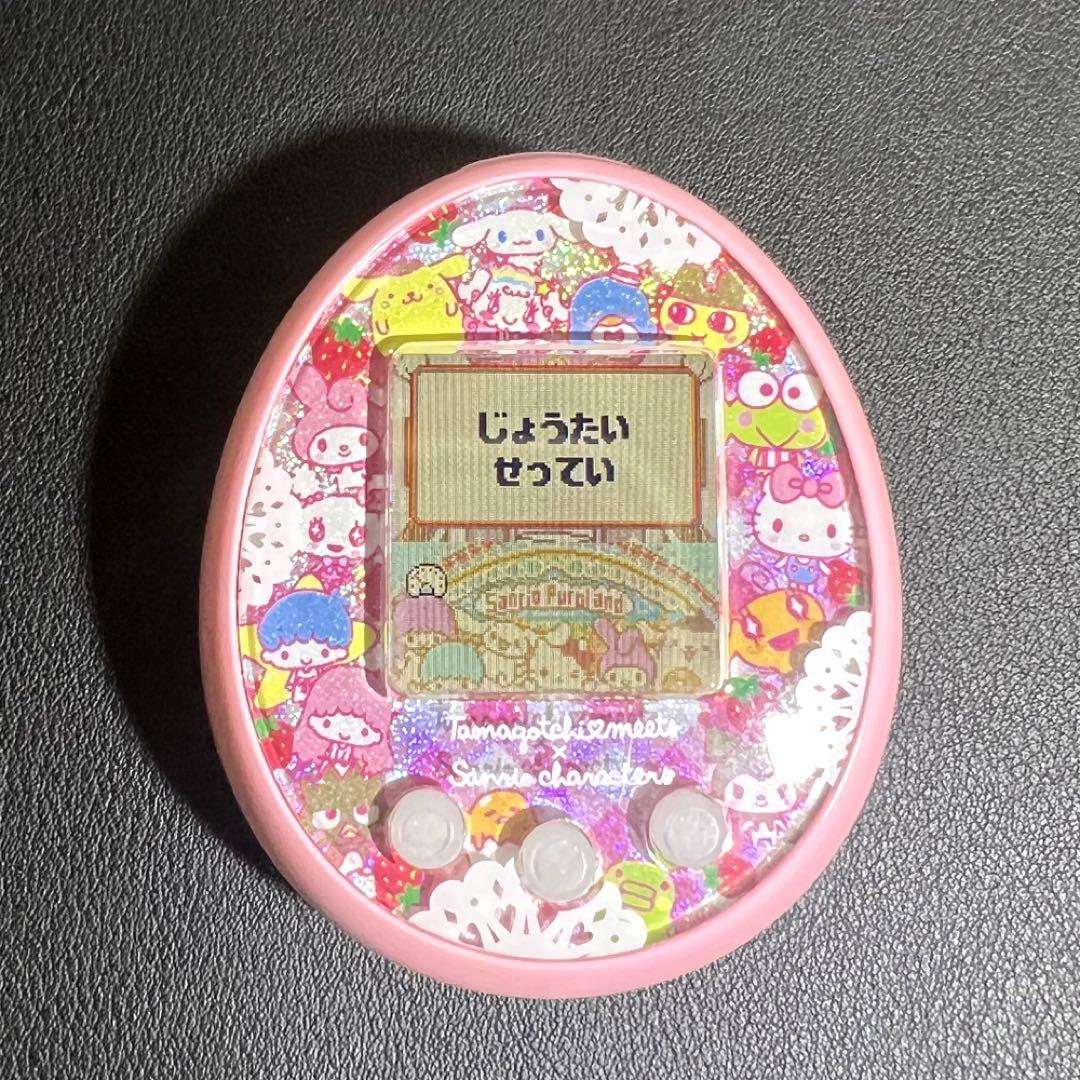 じょうたい
せってい
Sanrio Puroland
Tamagotchi♡meets
×
Sanrio characters